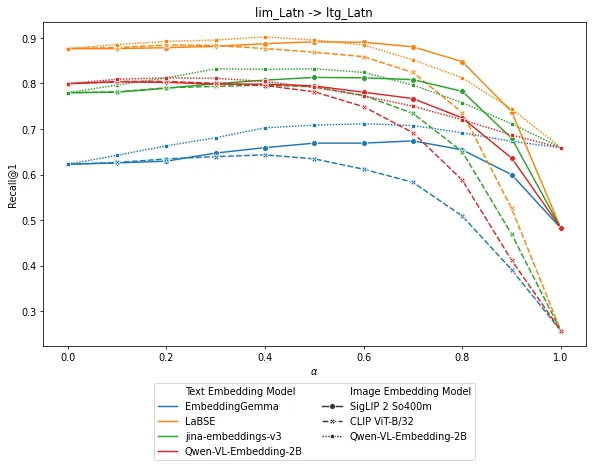 lim_Latn -> ltg_Latn
Recall@1
0.9
0.8
0.7
0.6
0.5
0.4
0.3
0.0
0.2
0.4
0.6
0.8
1.0
α
Text Embedding Model
EmbeddingGemma
LaBSE
jina-embeddings-v3
Qwen-VL-Embedding-2B
Image Embedding Model
SigLIP 2 So400m
CLIP ViT-B/32
Qwen-VL-Embedding-2B